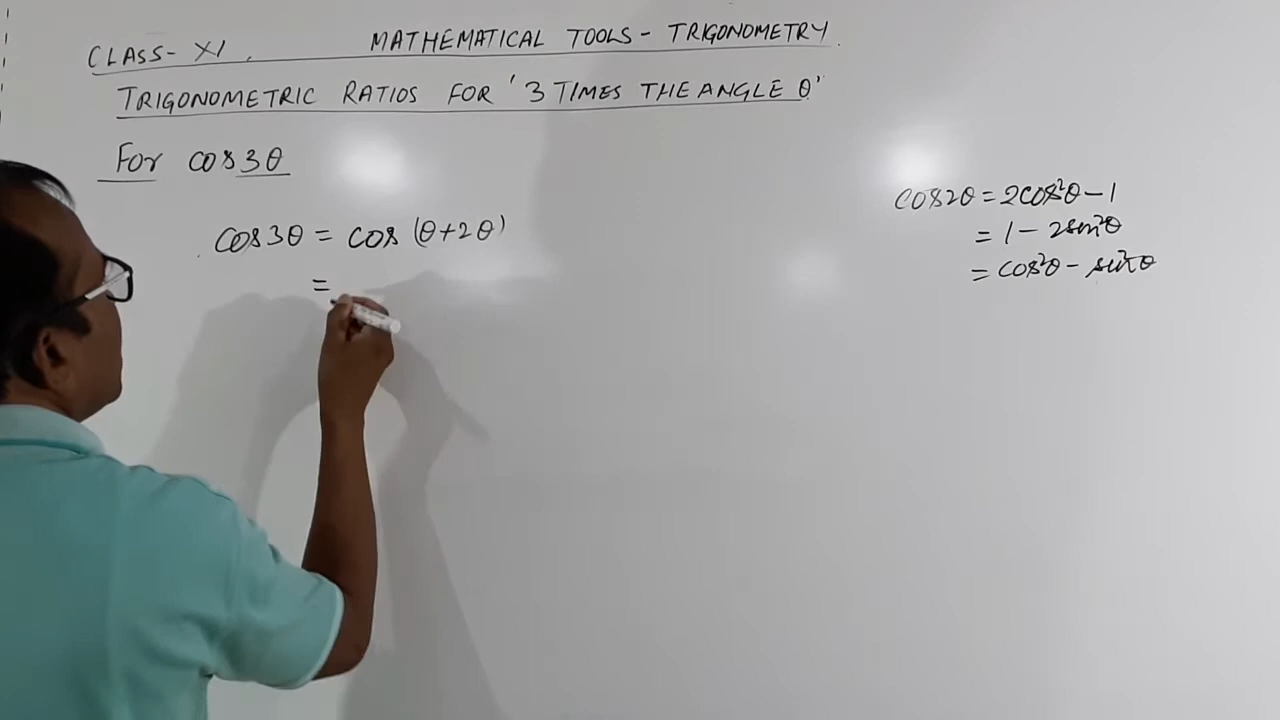 CLASS- XI, MATHEMATICAL TOOLS - TRIGONOMETRY.
TRIGONOMETRIC RATIOS FOR '3 TIMES THE ANGLE θ'
For cos3θ
cos3θ = cos (θ+2θ)
=
cos2θ = 2cos²θ - 1
= 1 - 2sin²θ
= cos²θ - sin²θ